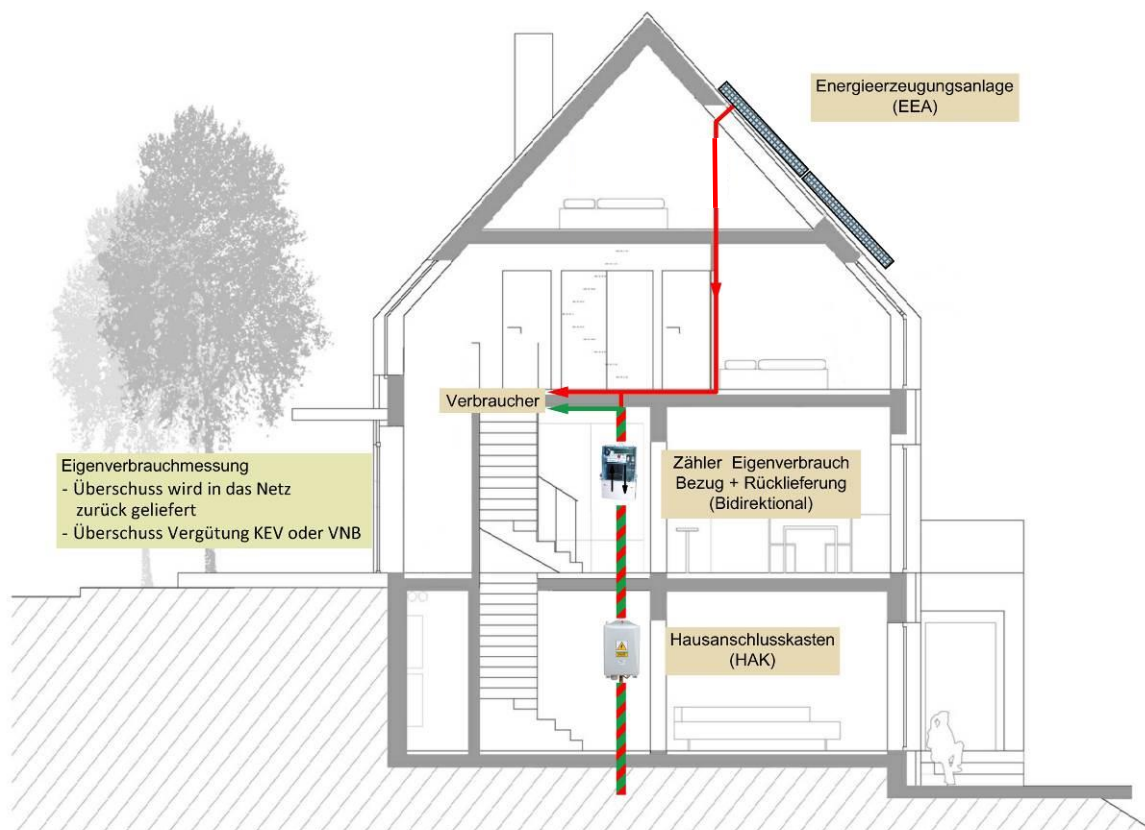 Energieerzeugungsanlage
(EEA)
Verbraucher
Eigenverbrauchmessung
- Überschuss wird in das Netz
zurück geliefert
- Überschuss Vergütung KEV oder VNB
Zähler Eigenverbrauch
Bezug + Rücklieferung
(Bidirektional)
Hausanschlusskasten
(HAK)